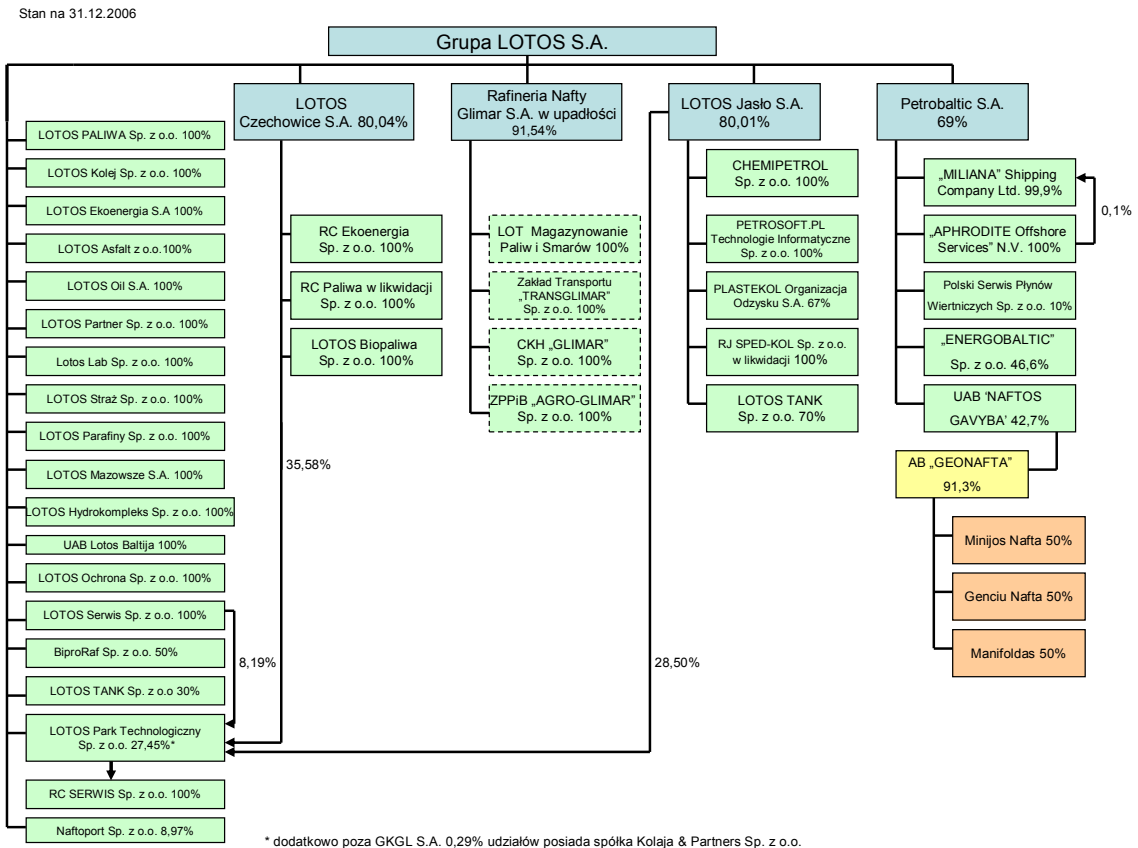 Stan na 31.12.2006
Grupa LOTOS S.A.
LOTOS
Czechowice S.A. 80,04%
Rafineria Nafty
Glimar S.A. w upadłości
91,54%
LOTOS Jasło S.A.
80,01%
Petrobaltic S.A.
69%
LOTOS PALIWA Sp. z o.o. 100%
LOTOS Kolej Sp. z o.o. 100%
LOTOS Ekoenergia S.A 100%
LOTOS Asfalt z o.o.100%
LOTOS Oil S.A. 100%
LOTOS Partner Sp. z o.o. 100%
Lotos Lab Sp. z o.o. 100%
LOTOS Straż Sp. z o.o. 100%
LOTOS Parafiny Sp. z o.o. 100%
LOTOS Mazowsze S.A. 100%
LOTOS Hydrokompleks Sp. z o.o. 100%
UAB Lotos Baltija 100%
LOTOS Ochrona Sp. z o.o. 100%
LOTOS Serwis Sp. z o.o. 100%
BiproRaf Sp. z o.o. 50%
LOTOS TANK Sp. z o.o 30%
LOTOS Park Technologiczny
Sp. z o.o. 27,45%*
RC SERWIS Sp. z o.o. 100%
Naftoport Sp. z o.o. 8,97%
8,19%
RC Ekoenergia
Sp. z o.o. 100%
RC Paliwa w likwidacji
Sp. z o.o. 100%
LOTOS Biopaliwa
Sp. z o.o. 100%
35,58%
LOT Magazynowanie
Paliw i Smarów 100%
Zakład Transportu
„TRANSGLIMAR”
Sp. z o.o. 100%
CKH „GLIMAR”
Sp. z o.o. 100%
ZPPiB „AGRO-GLIMAR”
Sp. z o.o. 100%
28,50%
CHEMIPETROL
Sp. z o.o. 100%
PETROSOFT.PL
Technologie Informatyczne
Sp. z o.o. 100%
PLASTEKOL Organizacja
Odzysku S.A. 67%
RJ SPED-KOL Sp. z o.o.
w likwidacji 100%
LOTOS TANK
Sp. z o.o. 70%
„MILIANA” Shipping
Company Ltd. 99,9%
0,1%
„APHRODITE Offshore
Services” N.V. 100%
Polski Serwis Płynów
Wiertniczych Sp. z o.o. 10%
„ENERGOBALTIC”
Sp. z o.o. 46,6%
UAB 'NAFTOS
GAVYBA' 42,7%
AB „GEONAFTA”
91,3%
Minijos Nafta 50%
Genciu Nafta 50%
Manifoldas 50%
* dodatkowo poza GKGL S.A. 0,29% udziałów posiada spółka Kolaja & Partners Sp. z o.o.